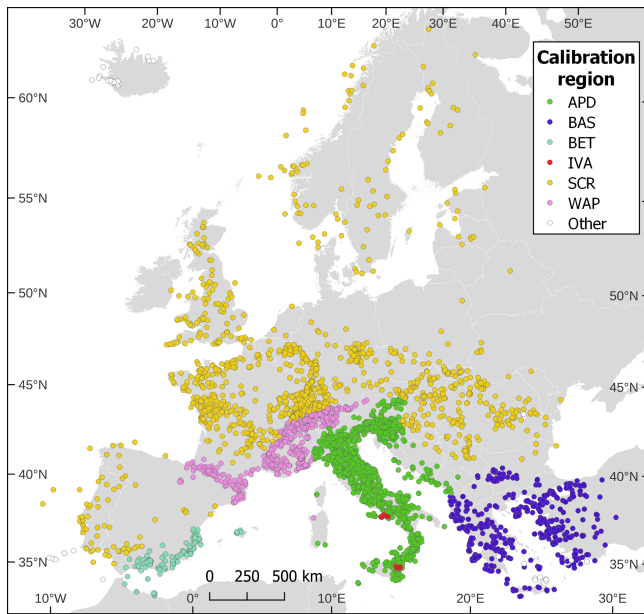 30°W 20°W 10°W 0° 10°E 20°E 30°E 40°E 50°E
Calibration
region
APD
BAS
BET
IVA
SCR
WAP
Other
60°N
55°N
50°N 50°N
45°N 45°N
40°N 40°N
35°N 35°N
0 250 500 km
10°W 0° 10°E 20°E 30°E